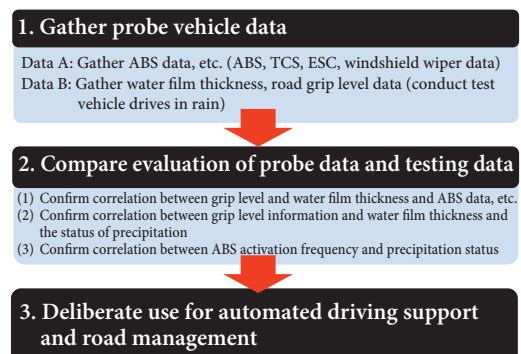 1. Gather probe vehicle data
Data A: Gather ABS data, etc. (ABS, TCS, ESC, windshield wiper data)
Data B: Gather water film thickness, road grip level data (conduct test
vehicle drives in rain)
2. Compare evaluation of probe data and testing data
(1) Confirm correlation between grip level and water film thickness and ABS data, etc.
(2) Confirm correlation between grip level information and water film thickness and
the status of precipitation
(3) Confirm correlation between ABS activation frequency and precipitation status
3. Deliberate use for automated driving support
and road management